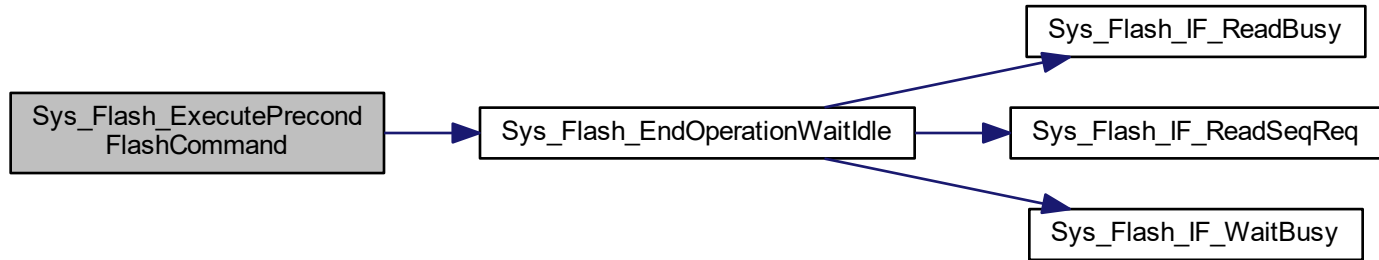 Sys_Flash_ExecutePrecond
FlashCommand
Sys_Flash_EndOperationWaitIdle
Sys_Flash_IF_ReadBusy
Sys_Flash_IF_ReadSeqReq
Sys_Flash_IF_WaitBusy